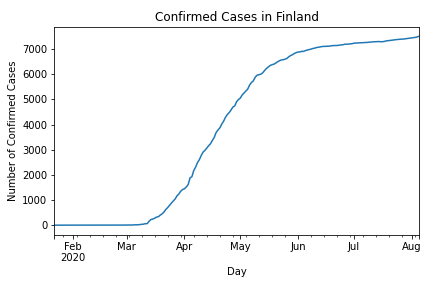 Confirmed Cases in Finland
Number of Confirmed Cases
7000
6000
5000
4000
3000
2000
1000
0
Feb Mar Apr May Jun Jul Aug
2020
Day